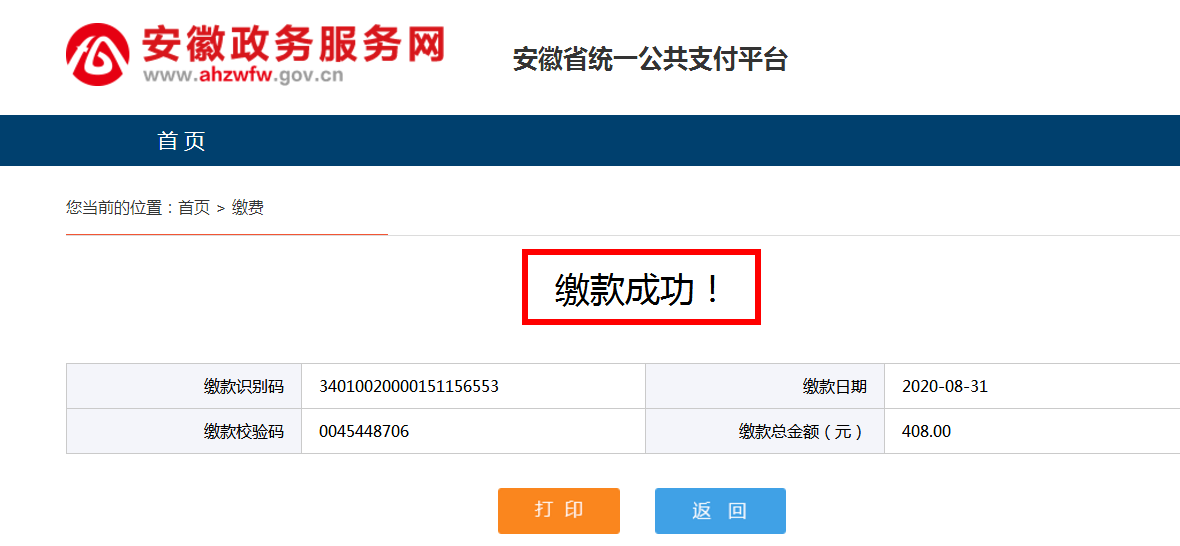 安徽政务服务网
www.ahzwfw.gov.cn
安徽省统一公共支付平台
首页
您当前的位置：首页 > 缴费
缴款成功！
缴款识别码 34010020000151156553 缴款日期 2020-08-31
缴款校验码 0045448706 缴款总金额（元） 408.00
打印 返回